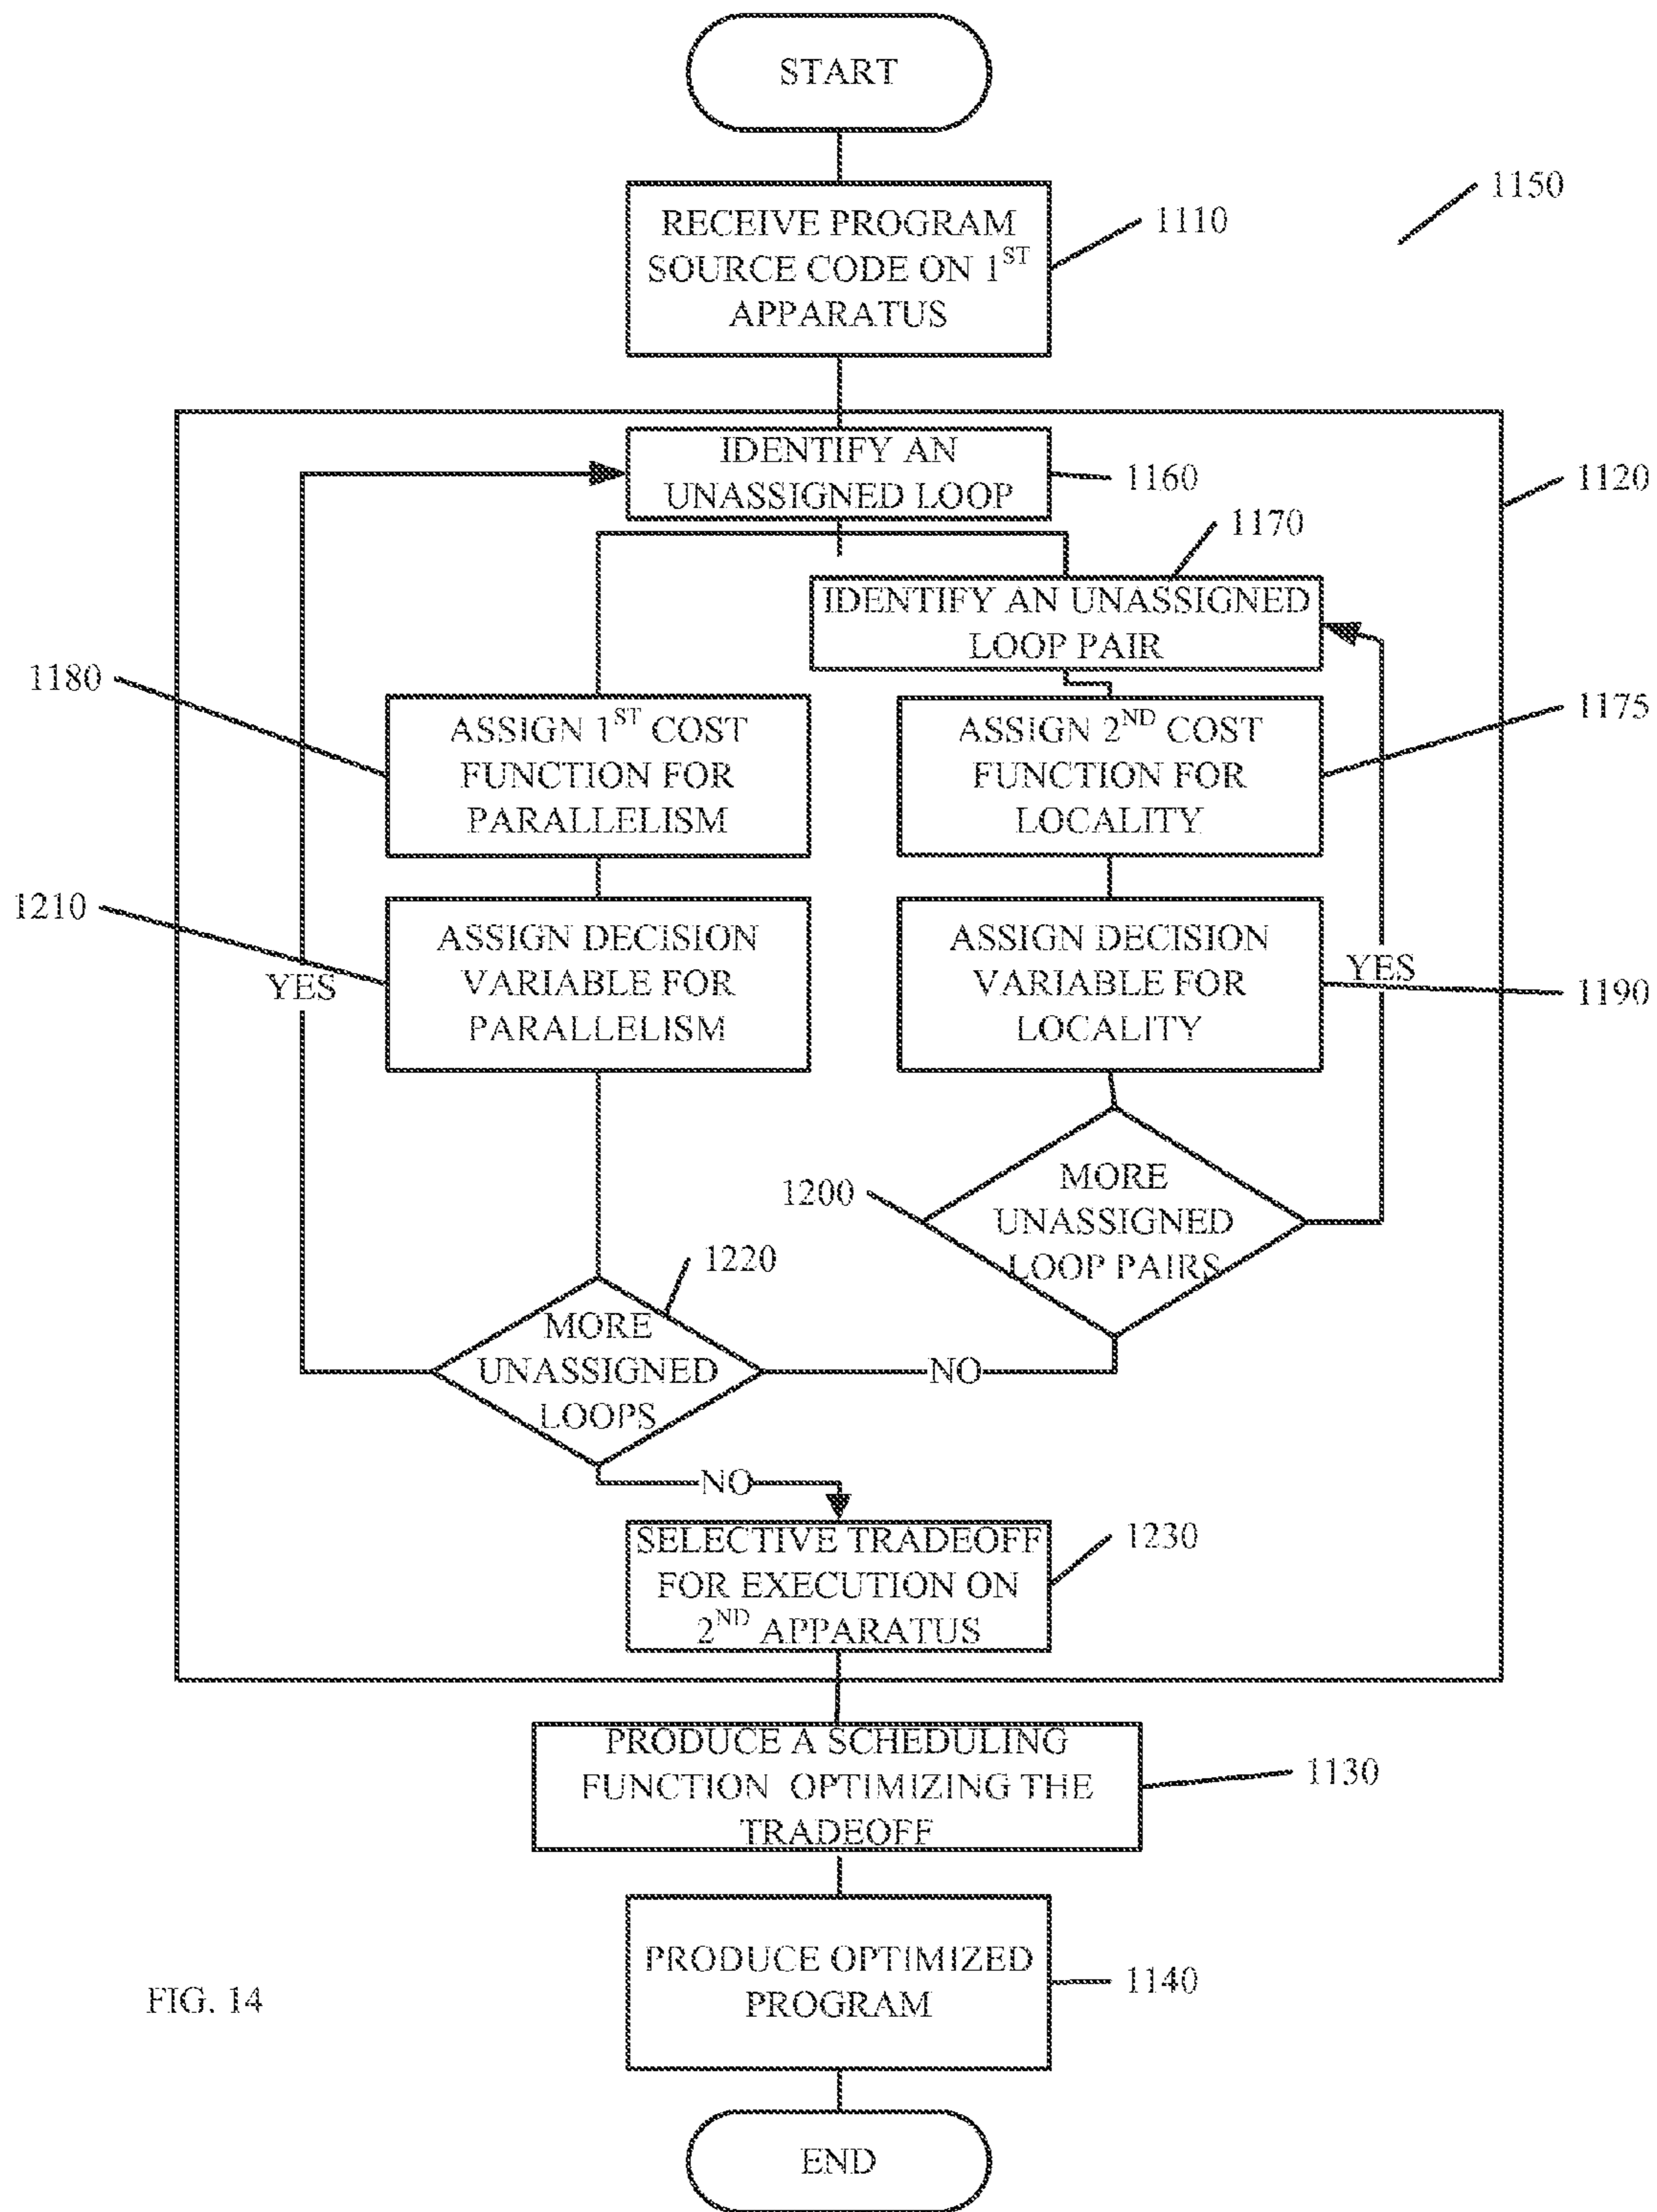 START
1150
RECEIVE PROGRAM
SOURCE CODE ON 1ST
APPARATUS
1110
IDENTIFY AN
UNASSIGNED LOOP
1160
1120
1170
IDENTIFY AN UNASSIGNED
LOOP PAIR
1180
ASSIGN 1ST COST
FUNCTION FOR
PARALLELISM
ASSIGN 2ND COST
FUNCTION FOR
LOCALITY
1175
1210
YES
ASSIGN DECISION
VARIABLE FOR
PARALLELISM
ASSIGN DECISION
VARIABLE FOR
LOCALITY
YES
1190
1200
MORE
UNASSIGNED
LOOP PAIRS
1220
MORE
UNASSIGNED
LOOPS
NO
NO
SELECTIVE TRADEOFF
FOR EXECUTION ON
2ND APPARATUS
1230
PRODUCE A SCHEDULING
FUNCTION OPTIMIZING THE
TRADEOFF
1130
PRODUCE OPTIMIZED
PROGRAM
1140
FIG. 14
END